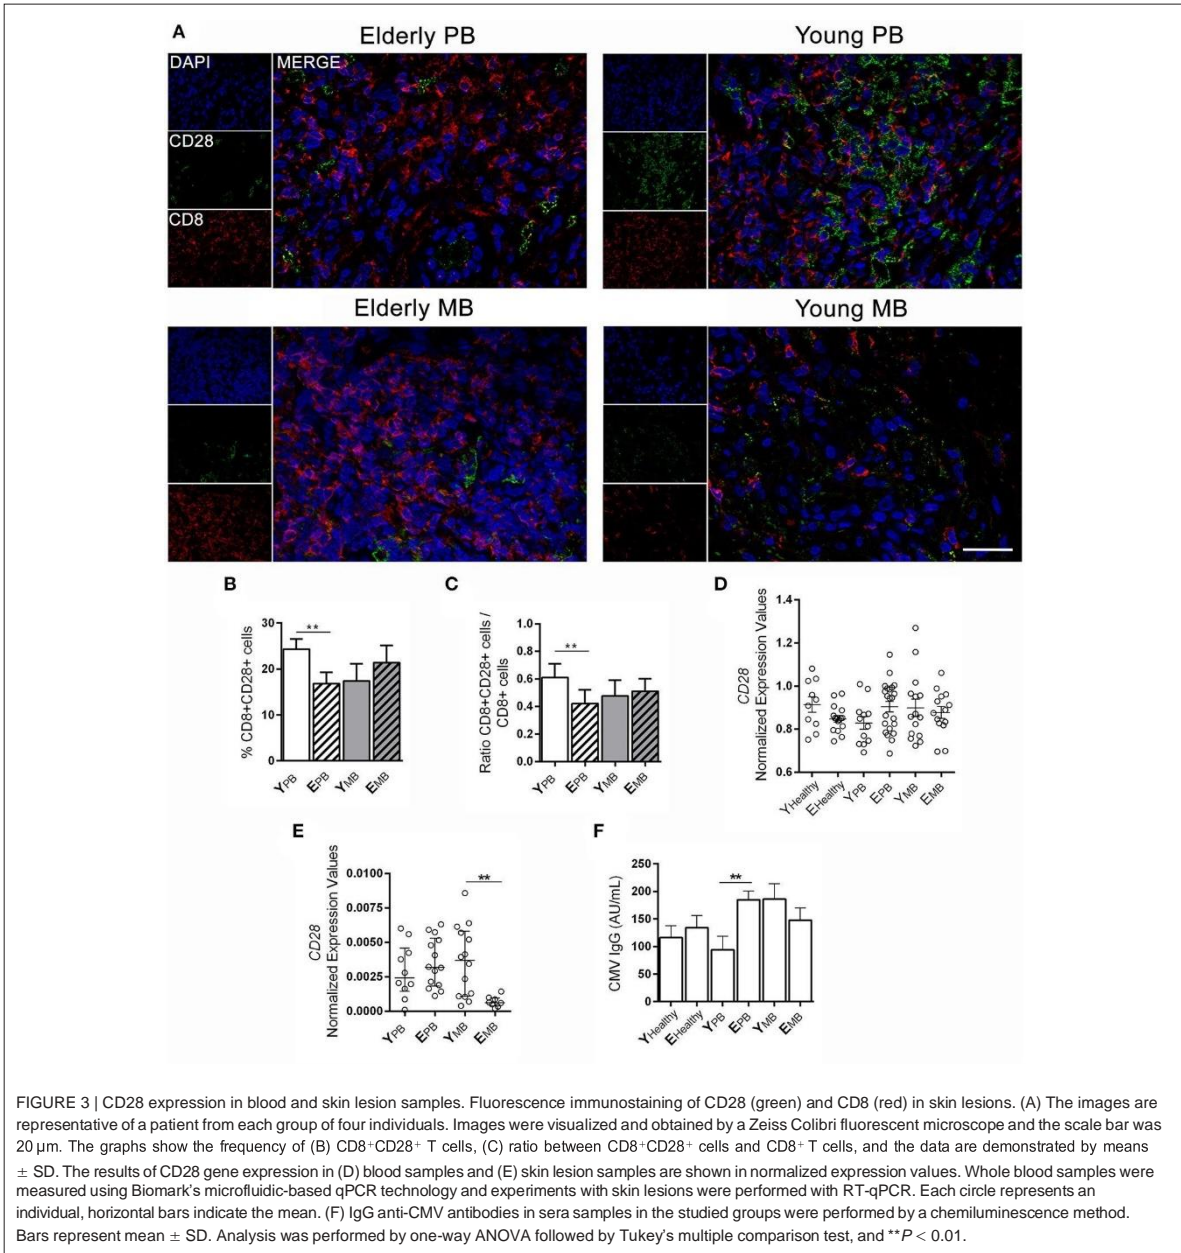 A
Elderly PB
Young PB
DAPI
MERGE
CD28
CD8
Elderly MB
Young MB
B
% CD8+CD28+ cells
30
20
10
0
**
YPB
EPB
YMB
EMB
C
Ratio CD8+CD28+ cells /
CD8+ cells
1.0
0.8
0.6
0.4
0.2
0.0
**
YPB
EPB
YMB
EMB
D
CD28
Normalized Expression Values
1.4
1.2
1.0
0.8
0.6
YHealthy
EHealthy
YPB
EPB
YMB
EMB
E
CD28
Normalized Expression Values
0.0100
0.0075
0.0050
0.0025
0.0000
**
YPB
EPB
YMB
EMB
F
CMV IgG (AU/mL)
250
200
150
100
50
0
**
YHealthy
EHealthy
YPB
EPB
YMB
EMB
FIGURE 3 | CD28 expression in blood and skin lesion samples. Fluorescence immunostaining of CD28 (green) and CD8 (red) in skin lesions. (A) The images are
representative of a patient from each group of four individuals. Images were visualized and obtained by a Zeiss Colibri fluorescent microscope and the scale bar was
20 µm. The graphs show the frequency of (B) CD8⁺CD28⁺ T cells, (C) ratio between CD8⁺CD28⁺ cells and CD8⁺ T cells, and the data are demonstrated by means
± SD. The results of CD28 gene expression in (D) blood samples and (E) skin lesion samples are shown in normalized expression values. Whole blood samples were
measured using Biomark's microfluidic-based qPCR technology and experiments with skin lesions were performed with RT-qPCR. Each circle represents an
individual, horizontal bars indicate the mean. (F) IgG anti-CMV antibodies in sera samples in the studied groups were performed by a chemiluminescence method.
Bars represent mean ± SD. Analysis was performed by one-way ANOVA followed by Tukey's multiple comparison test, and **P < 0.01.